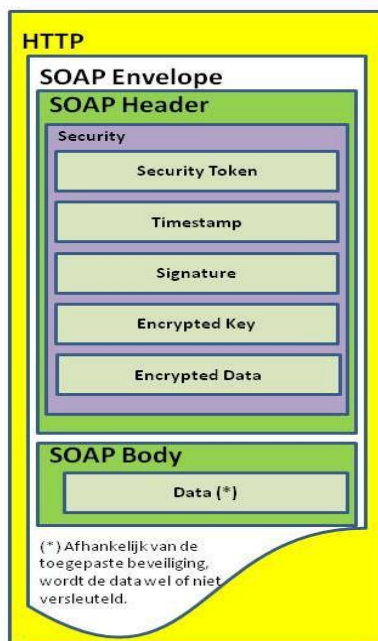 HTTP
SOAP Envelope
SOAP Header
Security
Security Token
Timestamp
Signature
Encrypted Key
Encrypted Data
SOAP Body
Data (*)
(*) Afhankelijk van de
toegepaste beveiliging,
wordt de data wel of niet
versleuteld.